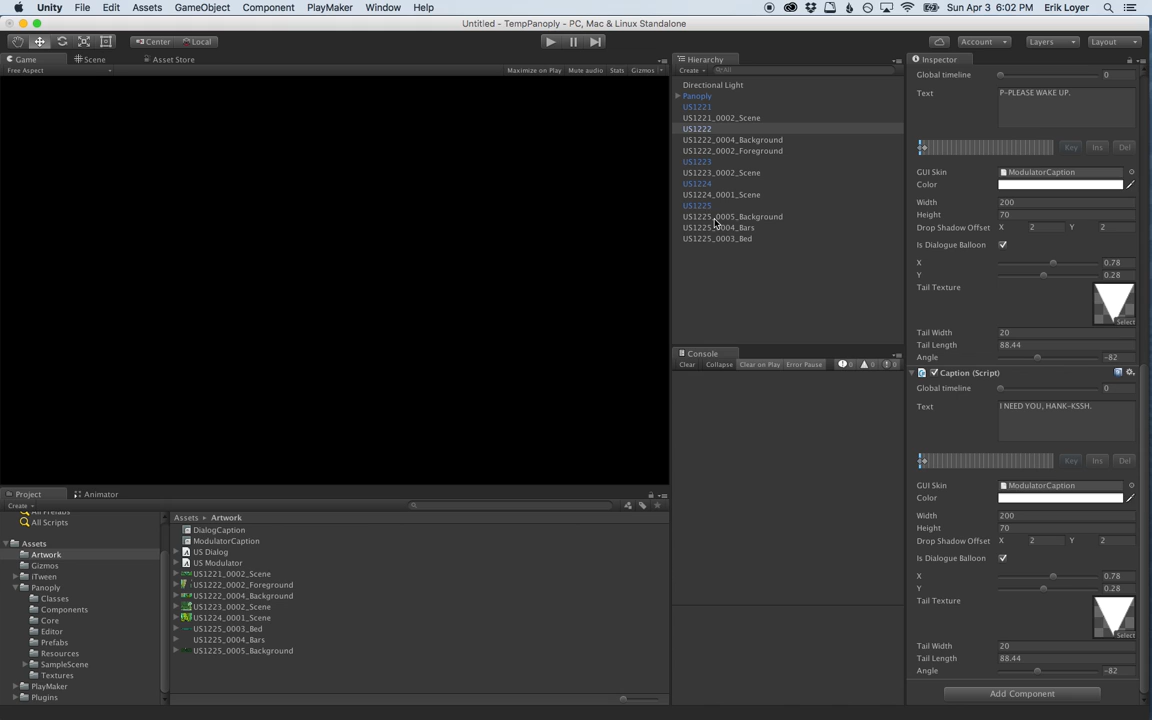 Unity File Edit Assets GameObject Component PlayMaker Window Help Sun Apr 3 6:02 PM Erik Loyer
Untitled - TempPanoply - PC, Mac & Linux Standalone
Center Local Account Layers Layout
Game Scene Asset Store
Free Aspect Maximize on Play Mute audio Stats Gizmos
Hierarchy
Create All
Directional Light
Panoply
US1221
US1221_0002_Scene
US1222
US1222_0004_Background
US1222_0002_Foreground
US1223
US1223_0002_Scene
US1224
US1224_0001_Scene
US1225
US1225_0005_Background
US1225_0004_Bars
US1225_0003_Bed
Console
Clear Collapse Clear on Play Error Pause 0 0 0
Project Animator
Create
All Prefabs
All Scripts
Assets
Artwork
Gizmos
iTween
Panoply
Classes
Components
Core
Editor
Prefabs
Resources
SampleScene
Textures
PlayMaker
Plugins
Assets Artwork
DialogCaption
ModulatorCaption
US Dialog
US Modulator
US1221_0002_Scene
US1222_0002_Foreground
US1222_0004_Background
US1223_0002_Scene
US1224_0001_Scene
US1225_0003_Bed
US1225_0004_Bars
US1225_0005_Background
Inspector
Global timeline 0
Text P-PLEASE WAKE UP.
Key Ins Del
GUI Skin ModulatorCaption
Color
Width 200
Height 70
Drop Shadow Offset X 2 Y 2
Is Dialogue Balloon
X 0.78
Y 0.28
Tail Texture
Select
Tail Width 20
Tail Length 88.44
Angle -82
Caption (Script)
Global timeline 0
Text I NEED YOU, HANK-KSSH.
Key Ins Del
GUI Skin ModulatorCaption
Color
Width 200
Height 70
Drop Shadow Offset X 2 Y 2
Is Dialogue Balloon
X 0.78
Y 0.28
Tail Texture
Select
Tail Width 20
Tail Length 88.44
Angle -82
Add Component